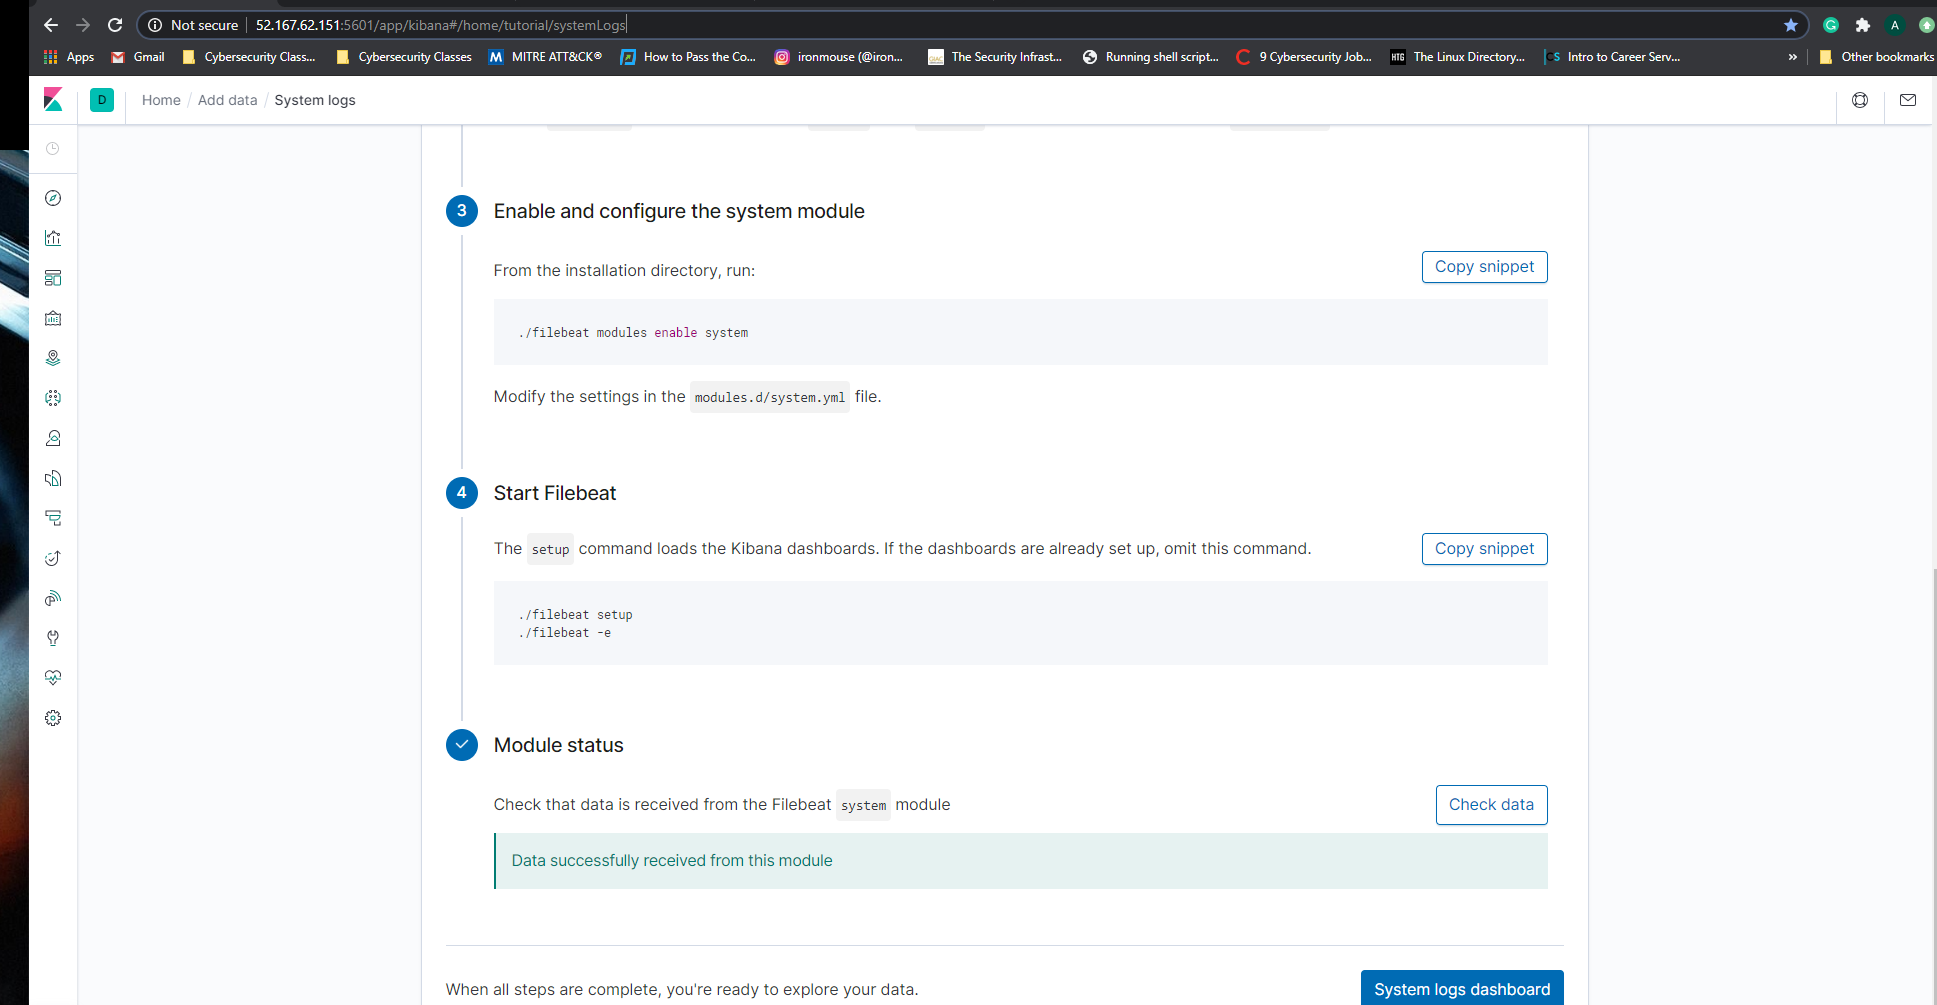 Not secure 52.167.62.151:5601/app/kibana#/home/tutorial/systemLogs A
Apps Gmail Cybersecurity Class... Cybersecurity Classes M MITRE ATT&CK® How to Pass the Co... ironmouse (@iron... The Security Infrast... Running shell script... 9 Cybersecurity Job... HTG The Linux Directory... CS Intro to Career Serv... » Other bookmarks
D Home / Add data / System logs
3 Enable and configure the system module
From the installation directory, run: Copy snippet
./filebeat modules enable system
Modify the settings in the modules.d/system.yml file.
4 Start Filebeat
The setup command loads the Kibana dashboards. If the dashboards are already set up, omit this command. Copy snippet
./filebeat setup
./filebeat -e
Module status
Check that data is received from the Filebeat system module Check data
Data successfully received from this module
When all steps are complete, you're ready to explore your data. System logs dashboard